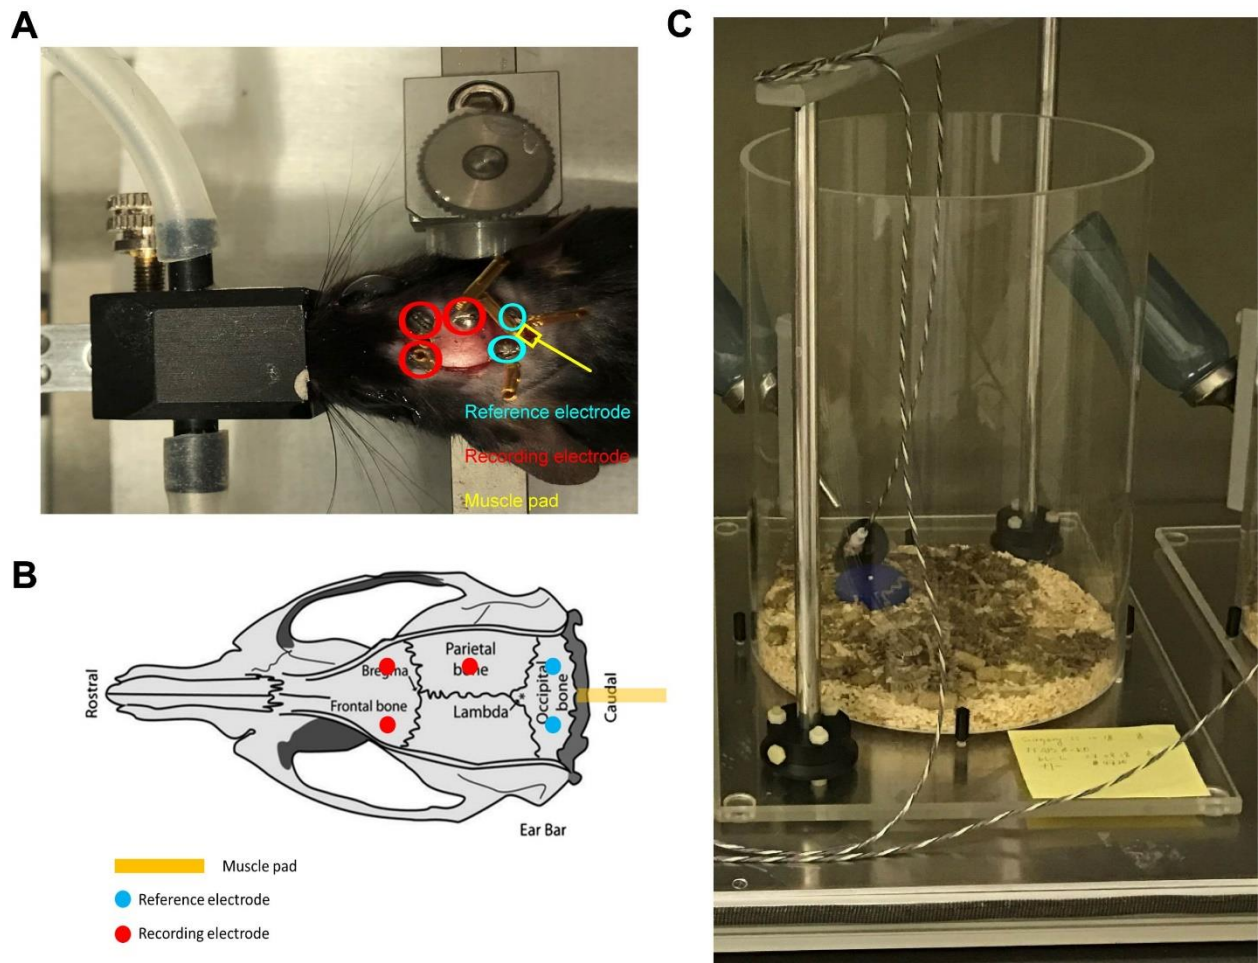 A
Reference electrode
Recording electrode
Muscle pad
B
Rostral
Bregma
Frontal bone
Parietal
bone
Lambda
*
Occipital
bone
Caudal
Ear Bar
Muscle pad
Reference electrode
Recording electrode
C